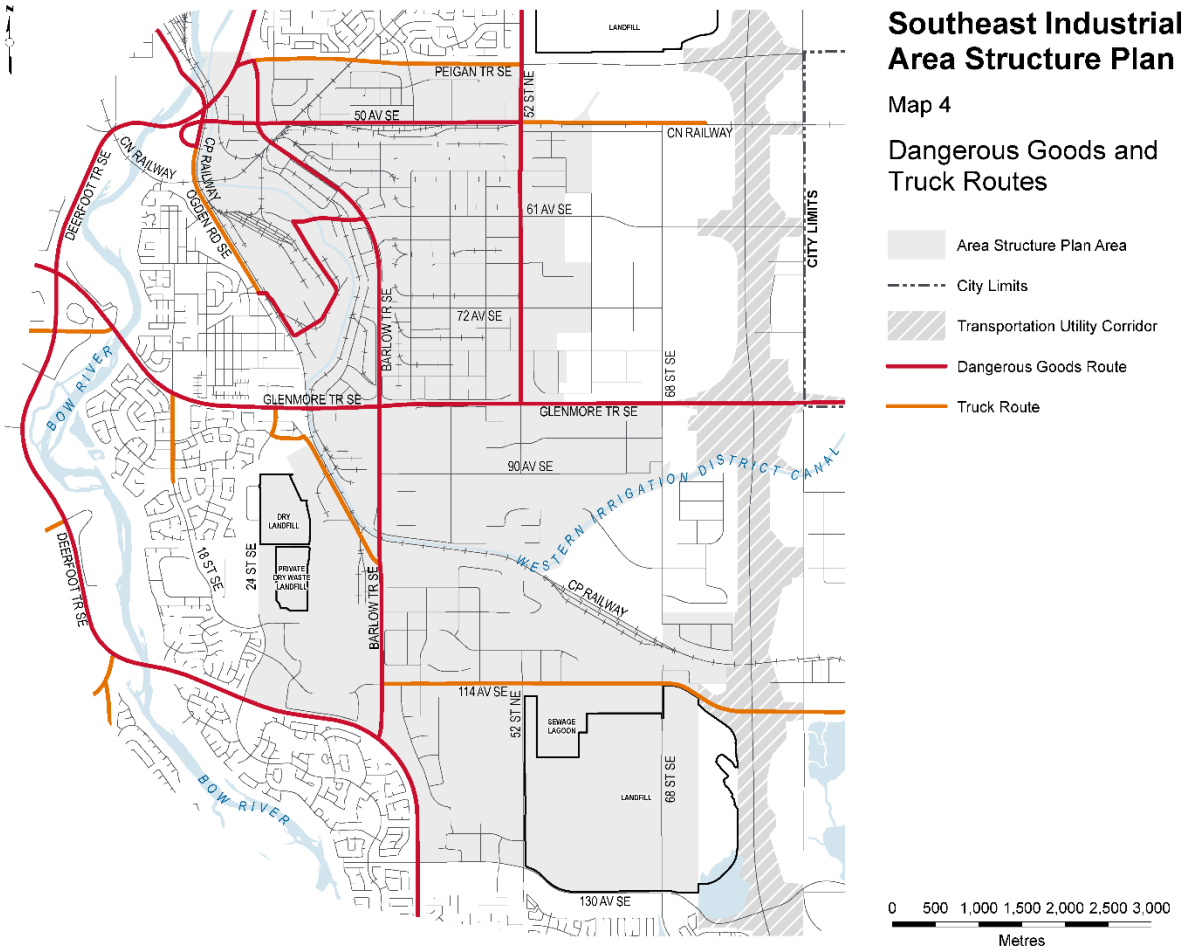 N
LANDFILL
PEIGAN TR SE
52 ST NE
50 AV SE
CN RAILWAY
CN RAILWAY
CP RAILWAY
DEERFOOT TR SE
OGDEN RD SE
61 AV SE
CITY LIMITS
BARLOW TR SE
72 AV SE
68 ST SE
BOW RIVER
GLENMORE TR SE
GLENMORE TR SE
90 AV SE
WESTERN IRRIGATION DISTRICT CANAL
DRY
LANDFILL
PRIVATE
DRY WASTE
LANDFILL
24 ST SE
18 ST SE
DEERFOOT TR SE
BARLOW TR SE
CP RAILWAY
114 AV SE
52 ST NE
SEWAGE
LAGOON
68 ST SE
LANDFILL
BOW RIVER
130 AV SE
Southeast Industrial
Area Structure Plan
Map 4
Dangerous Goods and
Truck Routes
Area Structure Plan Area
City Limits
Transportation Utility Corridor
Dangerous Goods Route
Truck Route
0 500 1,000 1,500 2,000 2,500 3,000
Metres